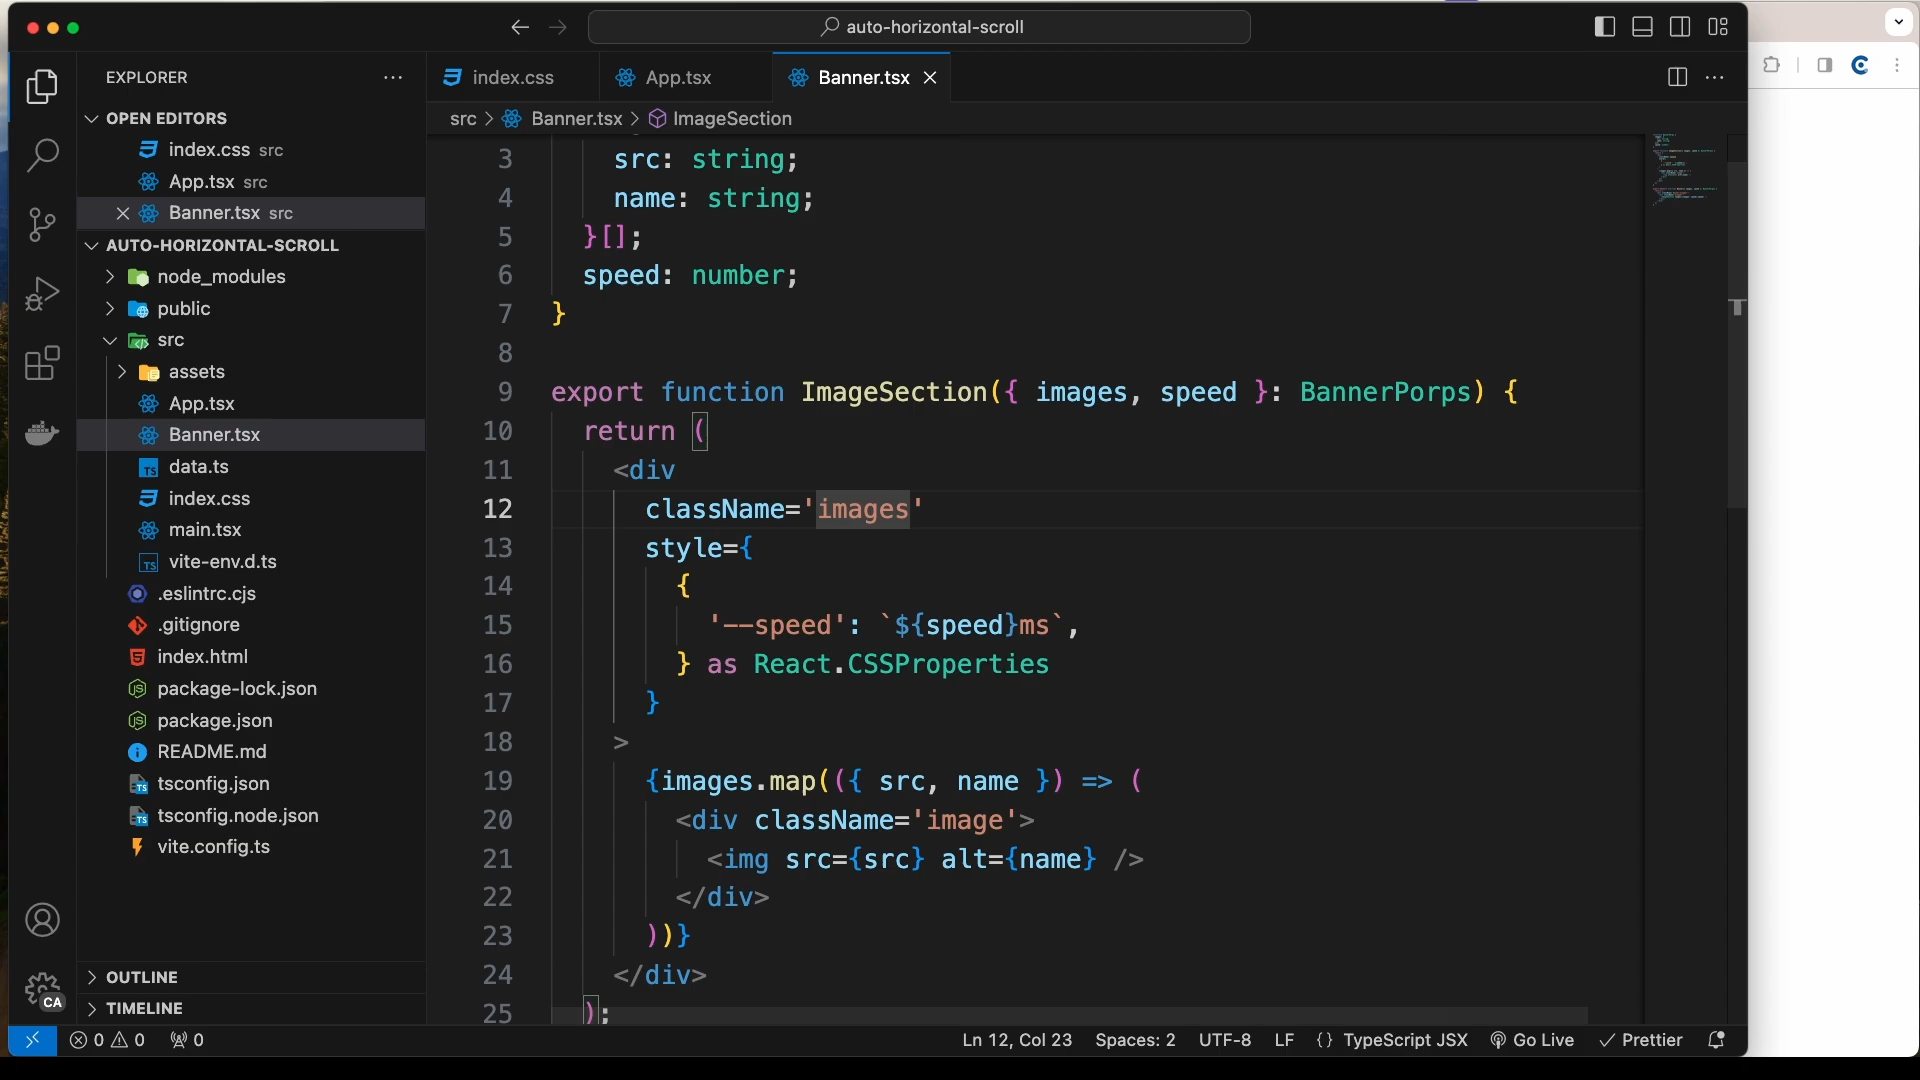 auto-horizontal-scroll
EXPLORER
index.css
App.tsx
Banner.tsx
OPEN EDITORS
index.css src
App.tsx src
Banner.tsx src
AUTO-HORIZONTAL-SCROLL
node_modules
public
src
assets
App.tsx
Banner.tsx
data.ts
index.css
main.tsx
vite-env.d.ts
.eslintrc.cjs
.gitignore
index.html
package-lock.json
package.json
README.md
tsconfig.json
tsconfig.node.json
vite.config.ts
OUTLINE
TIMELINE
CA
src > Banner.tsx > ImageSection
3 src: string;
4 name: string;
5 }[];
6 speed: number;
7 }
8
9 export function ImageSection({ images, speed }: BannerPorps) {
10 return (
11 <div
12 className='images'
13 style={
14 {
15 '--speed': `${speed}ms`,
16 } as React.CSSProperties
17 }
18 >
19 {images.map(({ src, name }) => (
20 <div className='image'>
21 <img src={src} alt={name} />
22 </div>
23 ))}
24 </div>
25 );
0 0 0
Ln 12, Col 23 Spaces: 2 UTF-8 LF {} TypeScript JSX Go Live Prettier